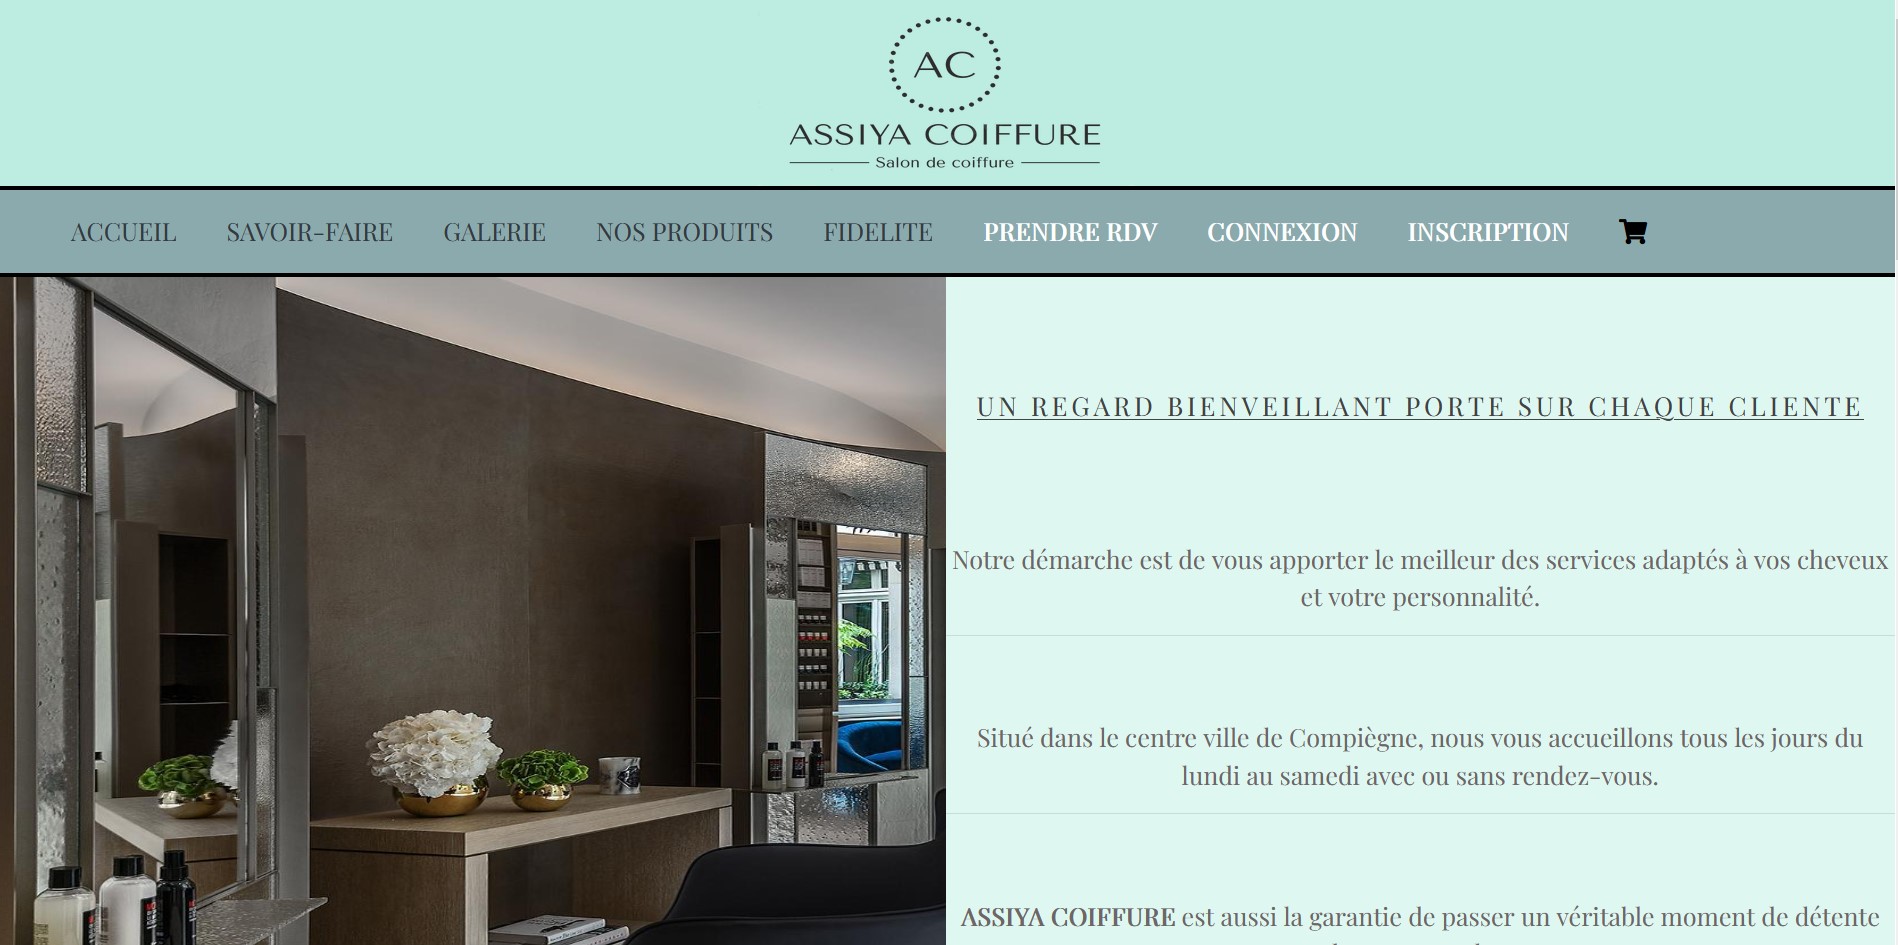 AC
ASSIYA COIFFURE
Salon de coiffure
ACCUEIL SAVOIR-FAIRE GALERIE NOS PRODUITS FIDELITE PRENDRE RDV CONNEXION INSCRIPTION
UN REGARD BIENVEILLANT PORTE SUR CHAQUE CLIENTE
Notre démarche est de vous apporter le meilleur des services adaptés à vos cheveux
et votre personnalité.
Situé dans le centre ville de Compiègne, nous vous accueillons tous les jours du
lundi au samedi avec ou sans rendez-vous.
ASSIYA COIFFURE est aussi la garantie de passer un véritable moment de détente